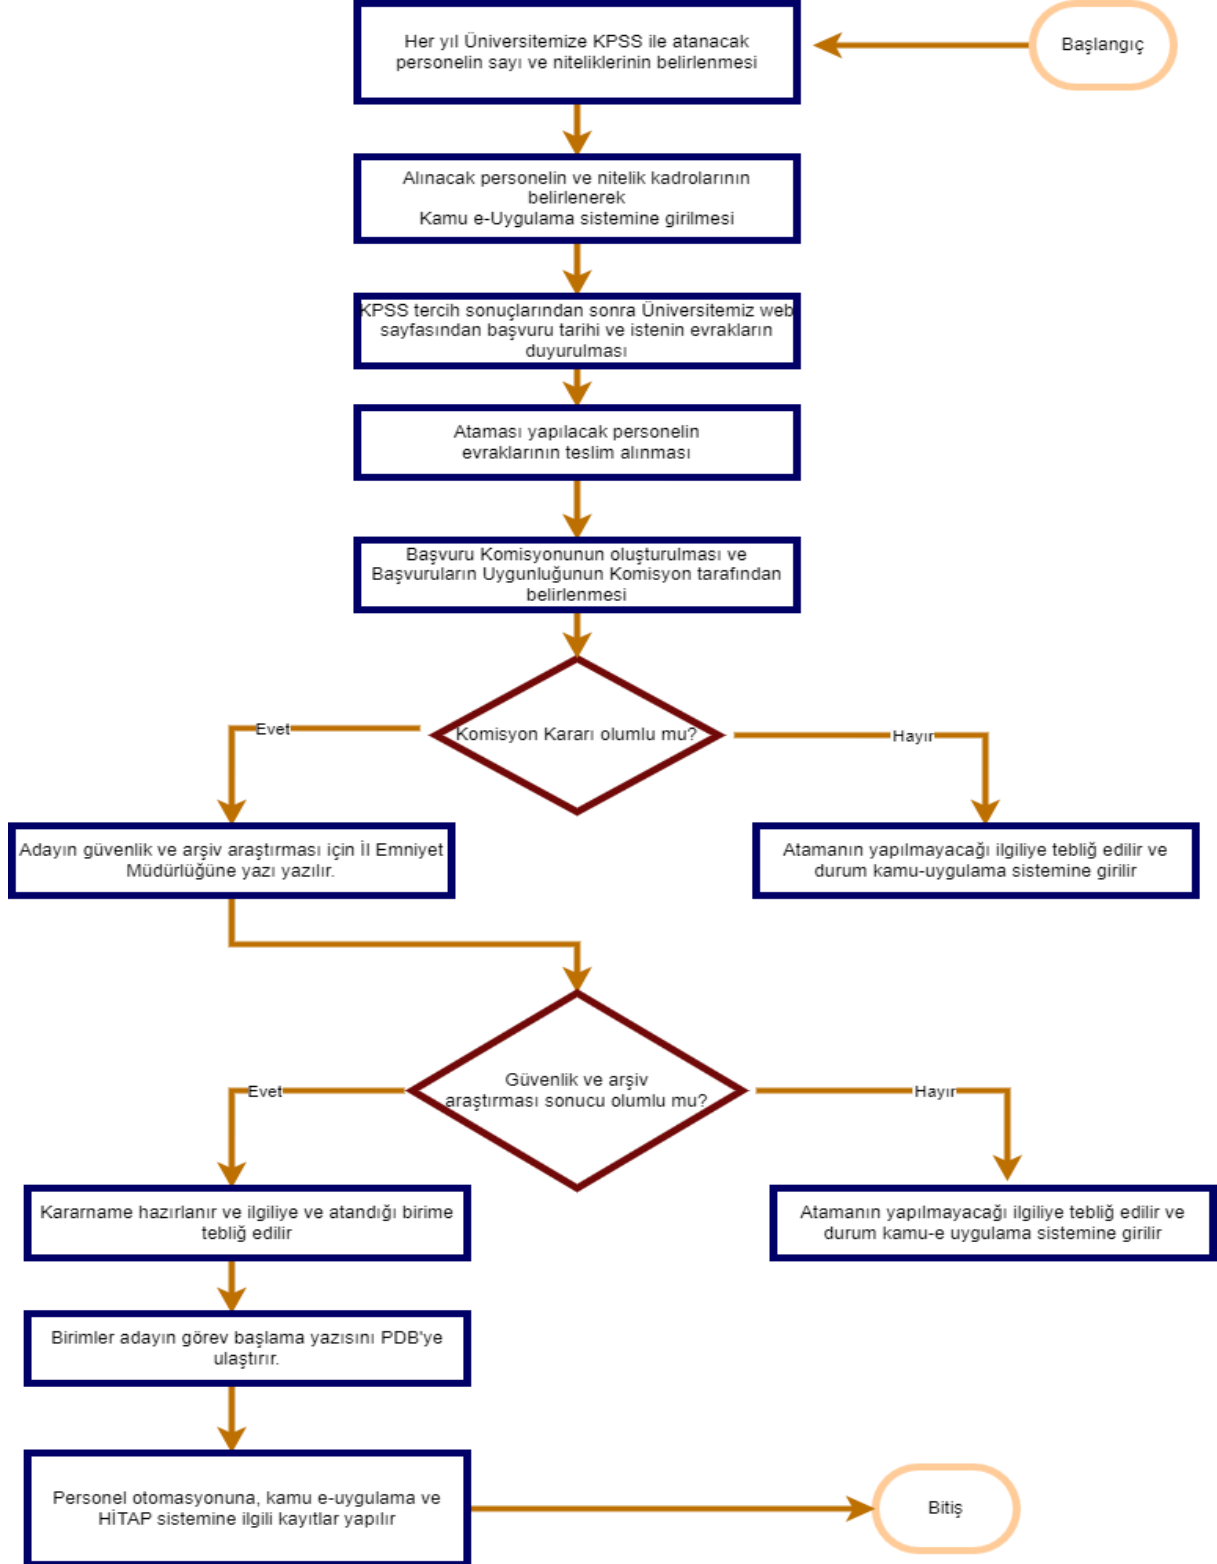 Başlangıç
Her yıl Üniversitemize KPSS ile atanacak
personelin sayı ve niteliklerinin belirlenmesi
Alınacak personelin ve nitelik kadrolarının
belirlenerek
Kamu e-Uygulama sistemine girilmesi
KPSS tercih sonuçlarından sonra Üniversitemiz web
sayfasından başvuru tarihi ve istenin evrakların
duyurulması
Ataması yapılacak personelin
evraklarının teslim alınması
Başvuru Komisyonunun oluşturulması ve
Başvuruların Uygunluğunun Komisyon tarafından
belirlenmesi
Komisyon Kararı olumlu mu?
Evet
Hayır
Adayın güvenlik ve arşiv araştırması için İl Emniyet
Müdürlüğüne yazı yazılır.
Atamanın yapılmayacağı ilgiliye tebliğ edilir ve
durum kamu-uygulama sistemine girilir
Güvenlik ve arşiv
araştırması sonucu olumlu mu?
Evet
Hayır
Kararname hazırlanır ve ilgiliye ve atandığı birime
tebliğ edilir
Atamanın yapılmayacağı ilgiliye tebliğ edilir ve
durum kamu-e uygulama sistemine girilir
Birimler adayın görev başlama yazısını PDB'ye
ulaştırır.
Personel otomasyonuna, kamu e-uygulama ve
HİTAP sistemine ilgili kayıtlar yapılır
Bitiş